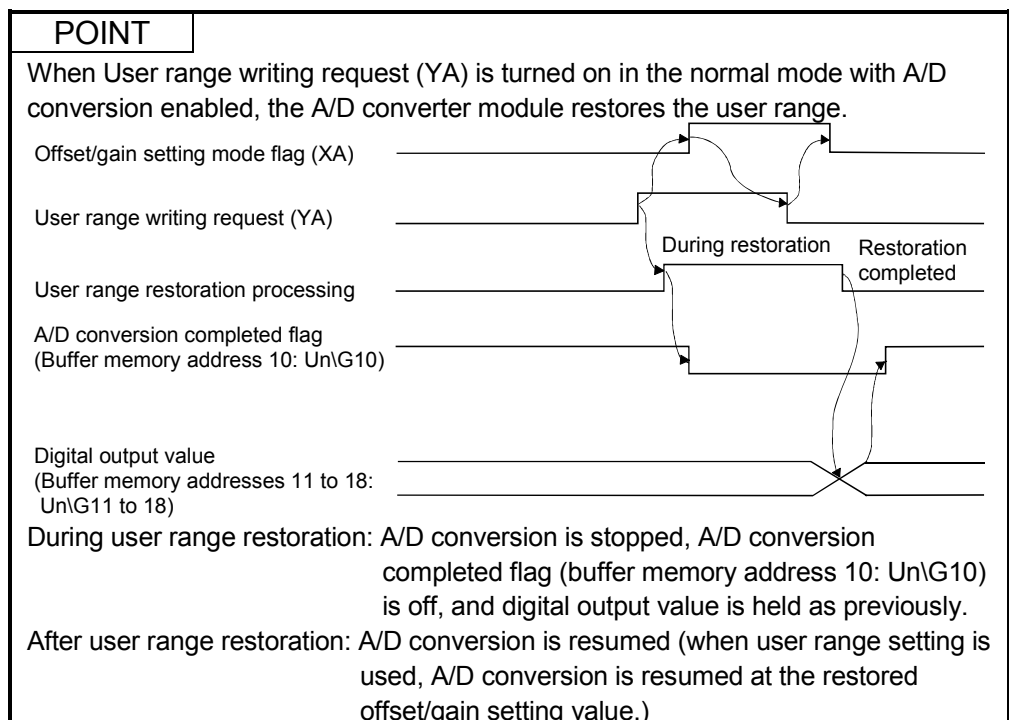 POINT
When User range writing request (YA) is turned on in the normal mode with A/D
conversion enabled, the A/D converter module restores the user range.
Offset/gain setting mode flag (XA)
User range writing request (YA)
During restoration
Restoration
completed
User range restoration processing
A/D conversion completed flag
(Buffer memory address 10: Un\G10)
Digital output value
(Buffer memory addresses 11 to 18:
Un\G11 to 18)
During user range restoration: A/D conversion is stopped, A/D conversion
completed flag (buffer memory address 10: Un\G10)
is off, and digital output value is held as previously.
After user range restoration: A/D conversion is resumed (when user range setting is
used, A/D conversion is resumed at the restored
offset/gain setting value.)